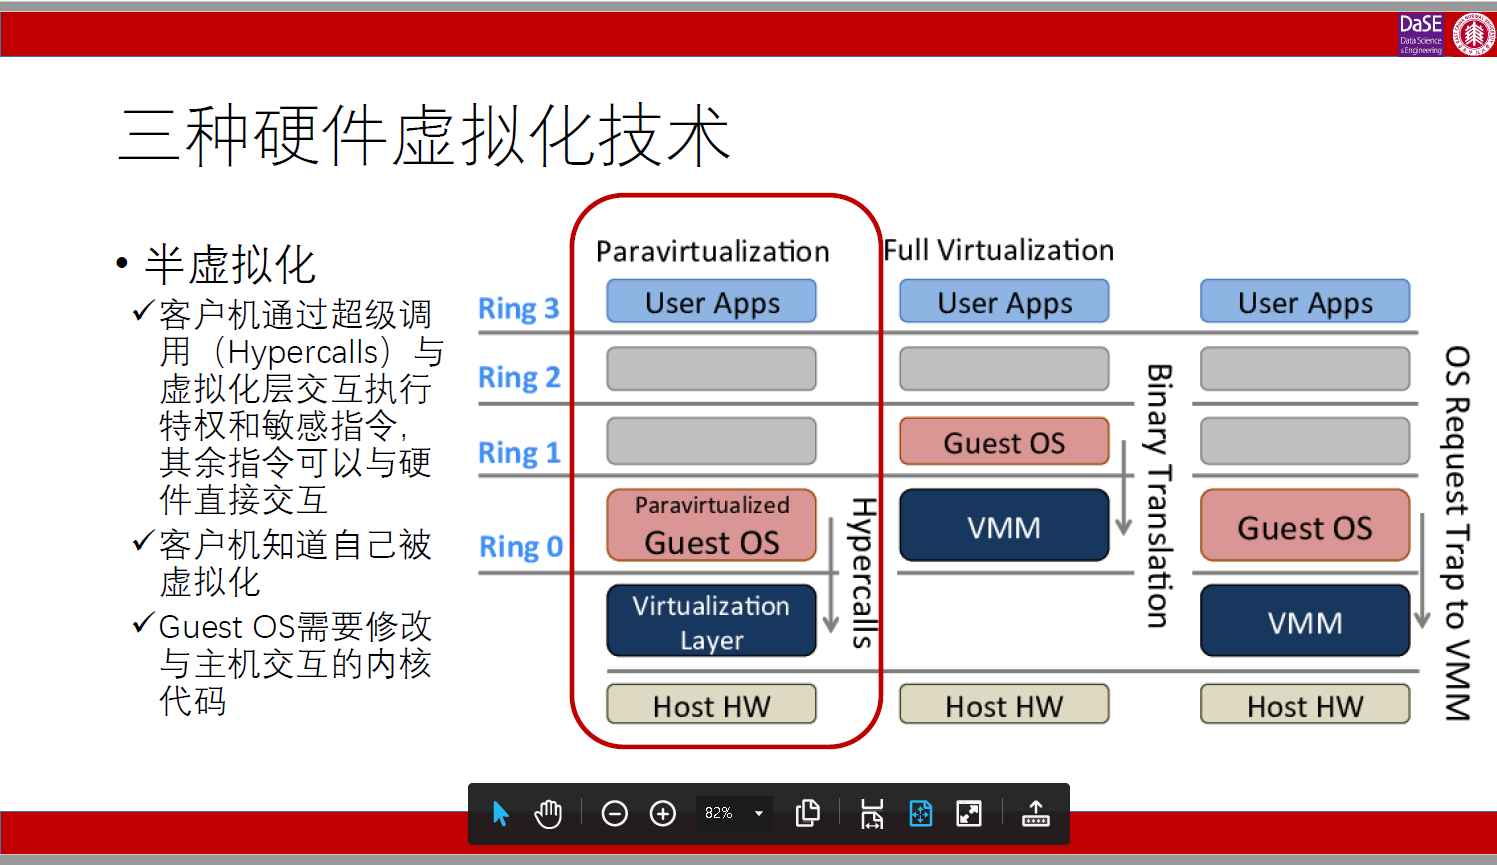 DaSE
Data Science
& Engineering
三种硬件虚拟化技术
• 半虚拟化
✓客户机通过超级调
用（Hypercalls）与
虚拟化层交互执行
特权和敏感指令，
其余指令可以与硬
件直接交互
✓客户机知道自己被
虚拟化
✓Guest OS需要修改
与主机交互的内核
代码
Paravirtualization
Full Virtualization
Ring 3
User Apps
User Apps
User Apps
Ring 2
Ring 1
Guest OS
Ring 0
Paravirtualized
Guest OS
VMM
Guest OS
Virtualization
Layer
VMM
Host HW
Host HW
Host HW
Hypercalls
Binary Translation
OS Request Trap to VMM
82%